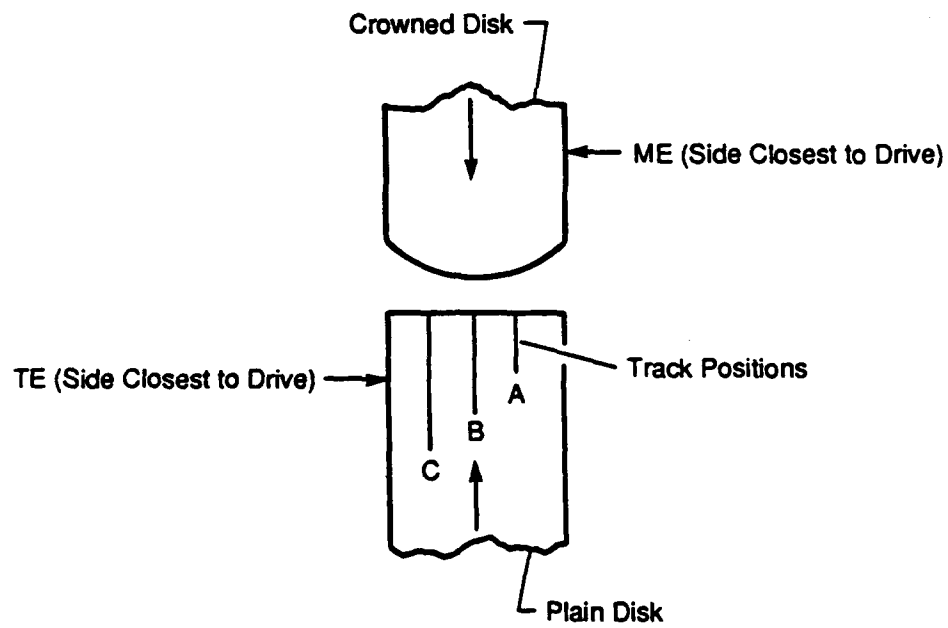 Crowned Disk
ME (Side Closest to Drive)
TE (Side Closest to Drive)
Track Positions
A
B
C
Plain Disk